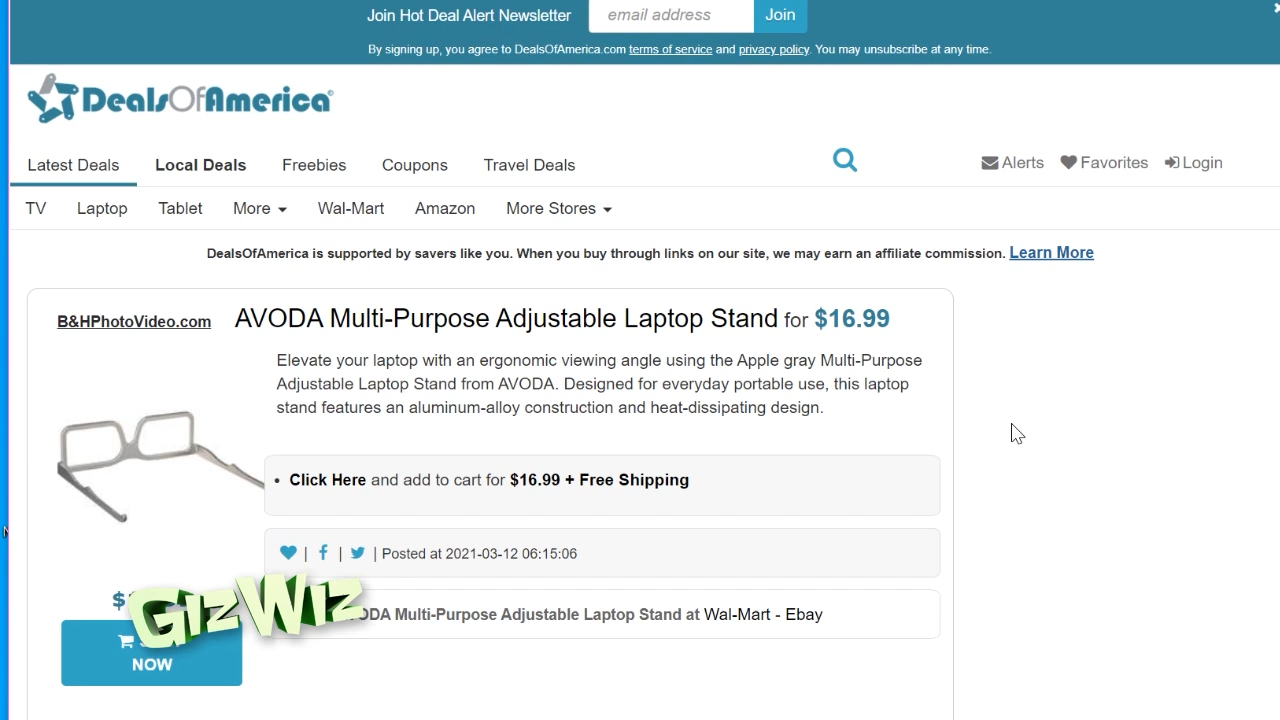 Join Hot Deal Alert Newsletter email address Join
By signing up, you agree to DealsOfAmerica.com terms of service and privacy policy. You may unsubscribe at any time.
DealsOfAmerica
Latest Deals Local Deals Freebies Coupons Travel Deals Alerts Favorites Login
TV Laptop Tablet More Wal-Mart Amazon More Stores
DealsOfAmerica is supported by savers like you. When you buy through links on our site, we may earn an affiliate commission. Learn More
B&HPhotoVideo.com AVODA Multi-Purpose Adjustable Laptop Stand for $16.99
Elevate your laptop with an ergonomic viewing angle using the Apple gray Multi-Purpose
Adjustable Laptop Stand from AVODA. Designed for everyday portable use, this laptop
stand features an aluminum-alloy construction and heat-dissipating design.
• Click Here and add to cart for $16.99 + Free Shipping
| | | Posted at 2021-03-12 06:15:06
GizWiz
Multi-Purpose Adjustable Laptop Stand at Wal-Mart - Ebay
NOW